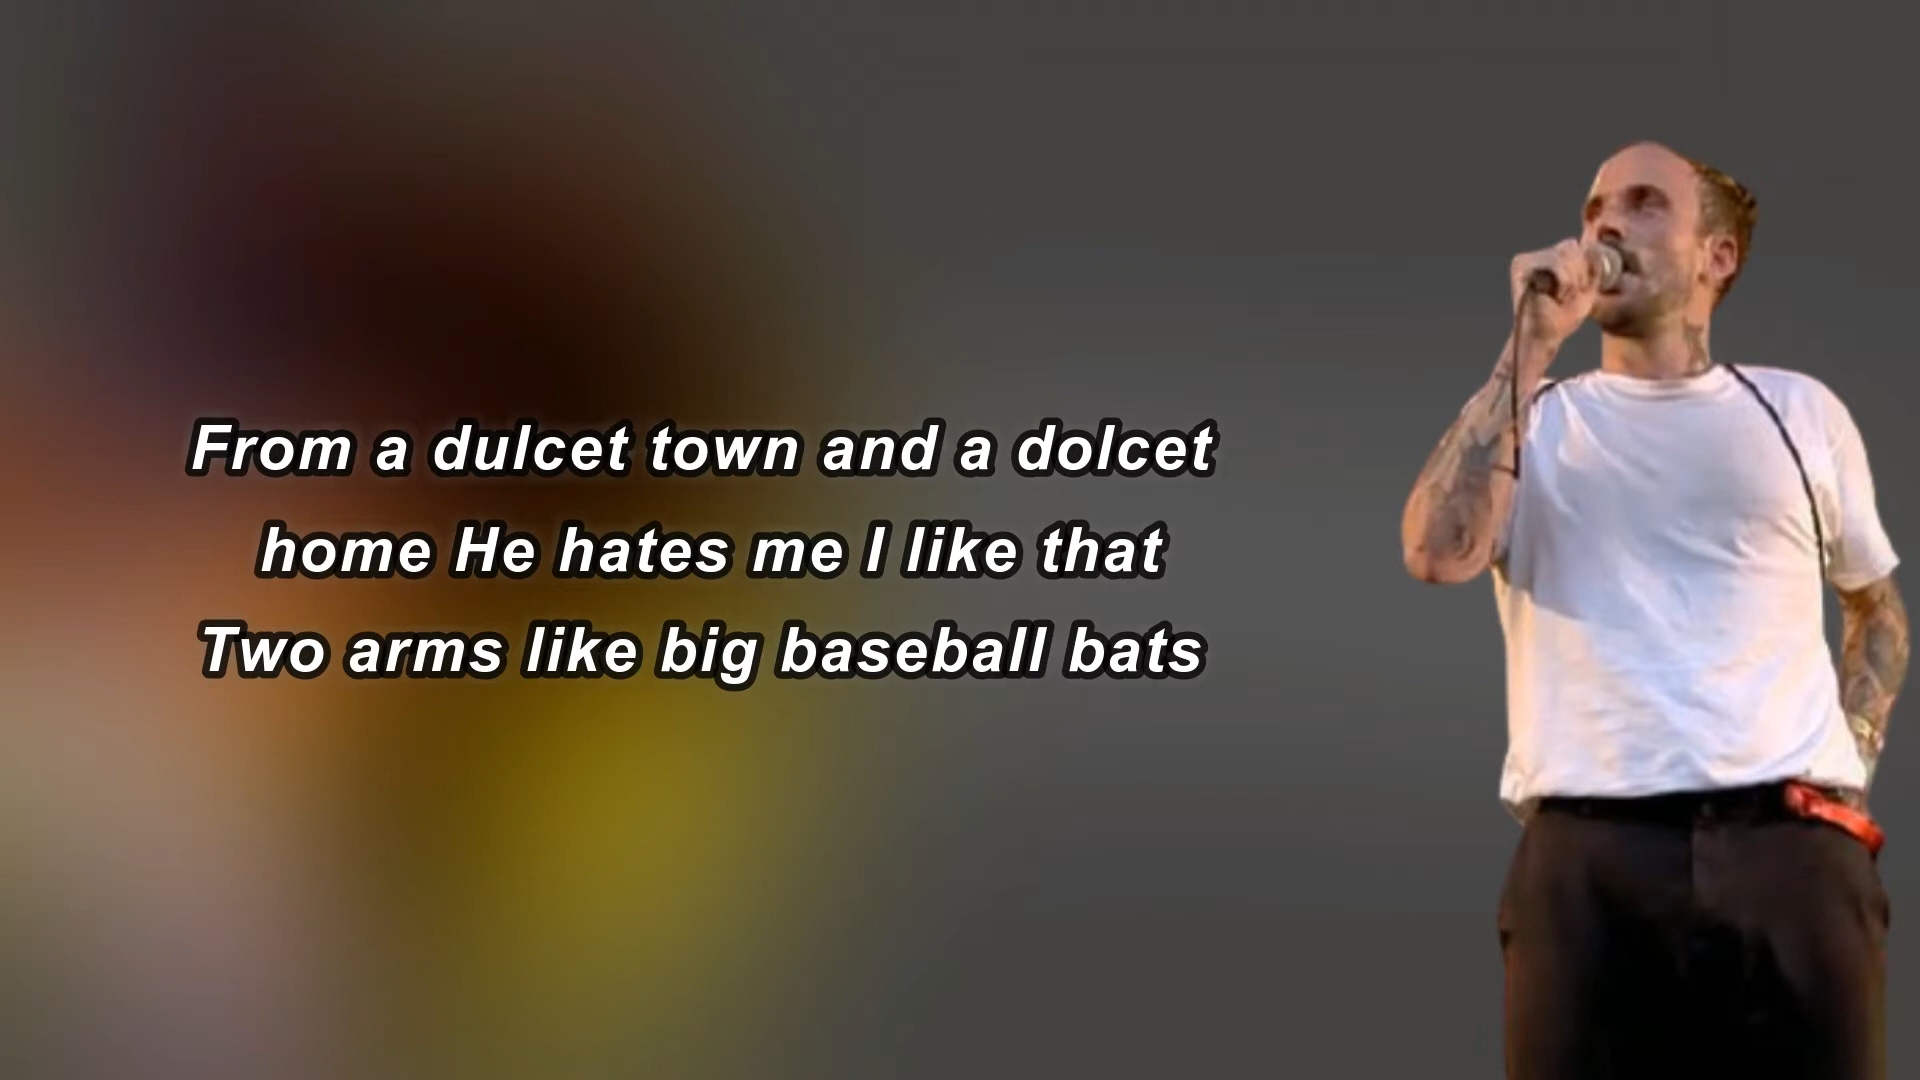 From a dulcet town and a dolcet
home He hates me I like that
Two arms like big baseball bats